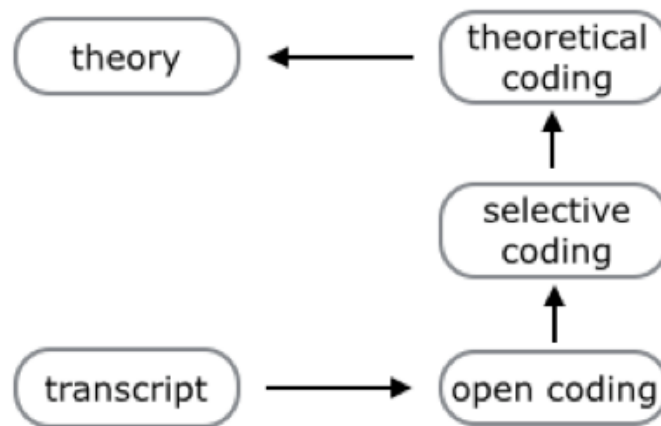 theory
theoretical
coding
selective
coding
transcript
open coding